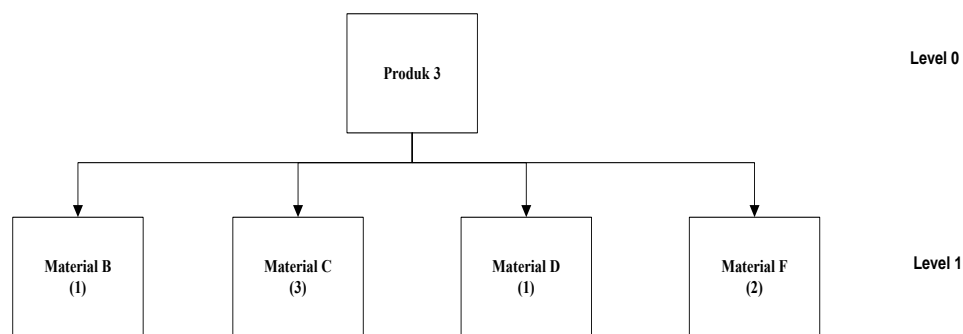 Produk 3
Level 0
Material B
(1)
Material C
(3)
Material D
(1)
Material F
(2)
Level 1